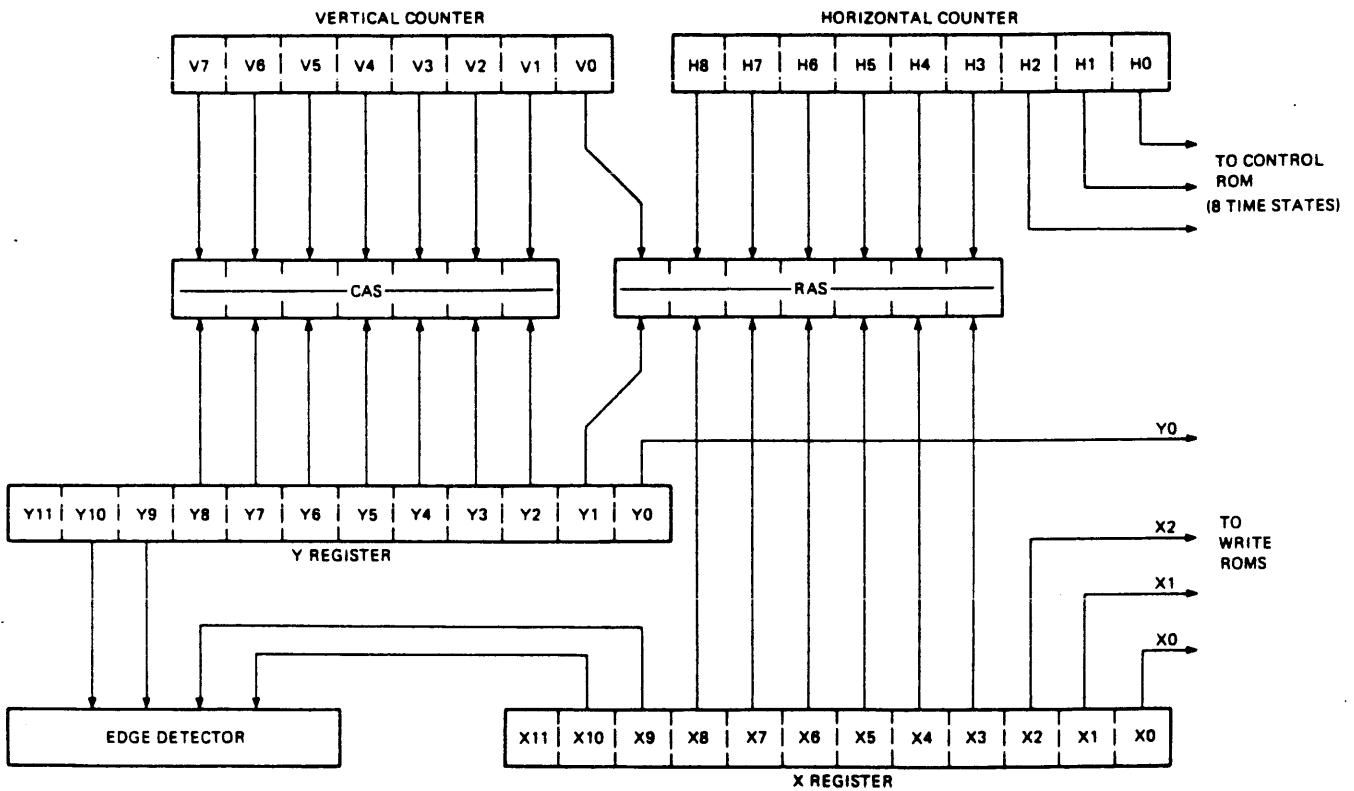 VERTICAL COUNTER
HORIZONTAL COUNTER
V7 V6 V5 V4 V3 V2 V1 V0
H8 H7 H6 H5 H4 H3 H2 H1 H0
TO CONTROL
ROM
(8 TIME STATES)
CAS
RAS
Y0
Y11 Y10 Y9 Y8 Y7 Y6 Y5 Y4 Y3 Y2 Y1 Y0
Y REGISTER
X2
TO
WRITE
ROMS
X1
X0
EDGE DETECTOR
X11 X10 X9 X8 X7 X6 X5 X4 X3 X2 X1 X0
X REGISTER